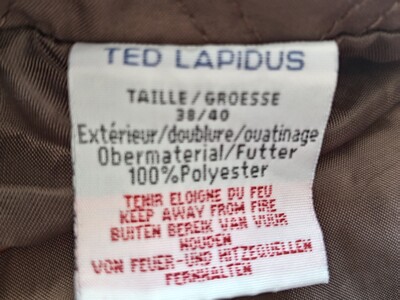 TED LAPIDUS
TAILLE/GROESSE
38/40
Extérieur/doublure/ouatinage
Obermaterial/Futter
100%Polyester
TENIR ELOIGNE DU FEU
KEEP AWAY FROM FIRE
BUITEN BEREIK VAN VUUR
HOUDEN
VON FEUER-UND HITZEQUELLEN
FERNHALTEN